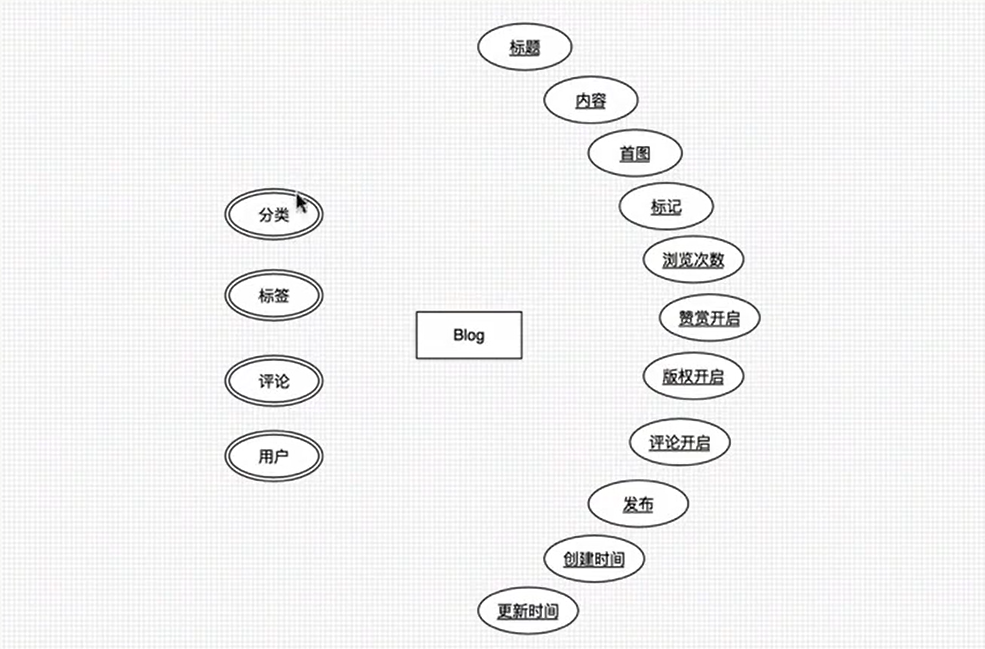 标题
内容
首图
标记
分类
浏览次数
标签
赞赏开启
Blog
版权开启
评论
评论开启
用户
发布
创建时间
更新时间